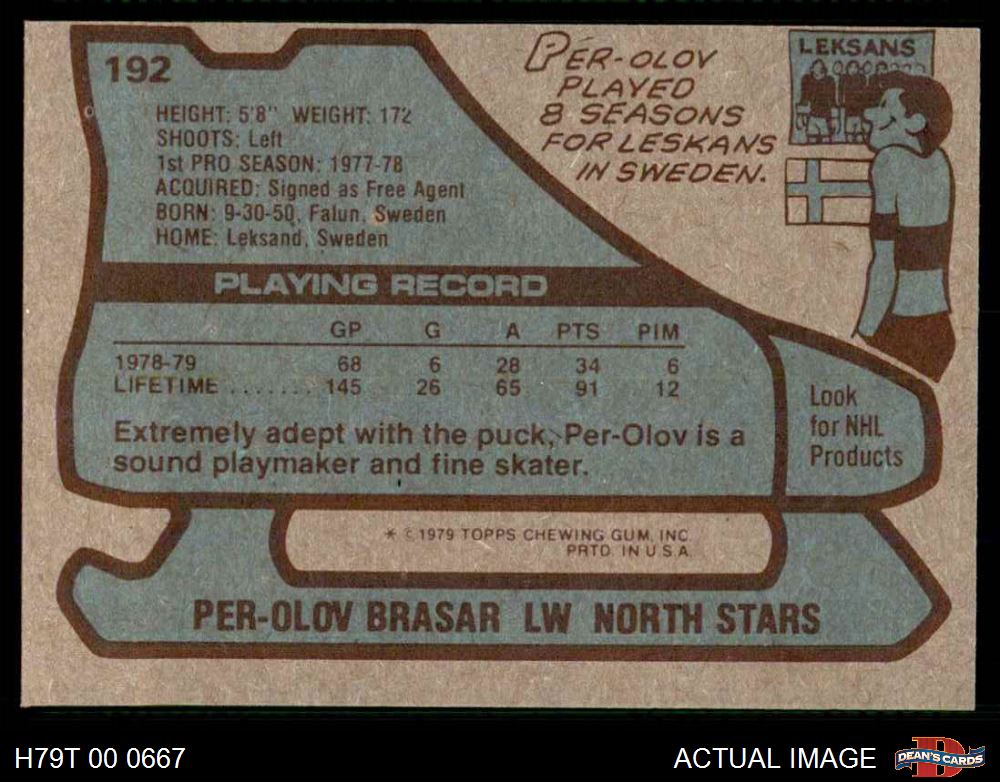 192
HEIGHT: 5'8" WEIGHT: 172
SHOOTS: Left
1st PRO SEASON: 1977-78
ACQUIRED: Signed as Free Agent
BORN: 9-30-50, Falun, Sweden
HOME: Leksand, Sweden
PER-OLOV
PLAYED
8 SEASONS
FOR LESKANS
IN SWEDEN.
LEKSANS
PLAYING RECORD
GP G A PTS PIM
1978-79 68 6 28 34 6
LIFETIME ....... 145 26 65 91 12
Extremely adept with the puck, Per-Olov is a
sound playmaker and fine skater.
Look
for NHL
Products
* © 1979 TOPPS CHEWING GUM, INC.
PRTD. IN U.S.A.
PER-OLOV BRASAR LW NORTH STARS
H79T 00 0667
ACTUAL IMAGE
DEAN'S CARDS